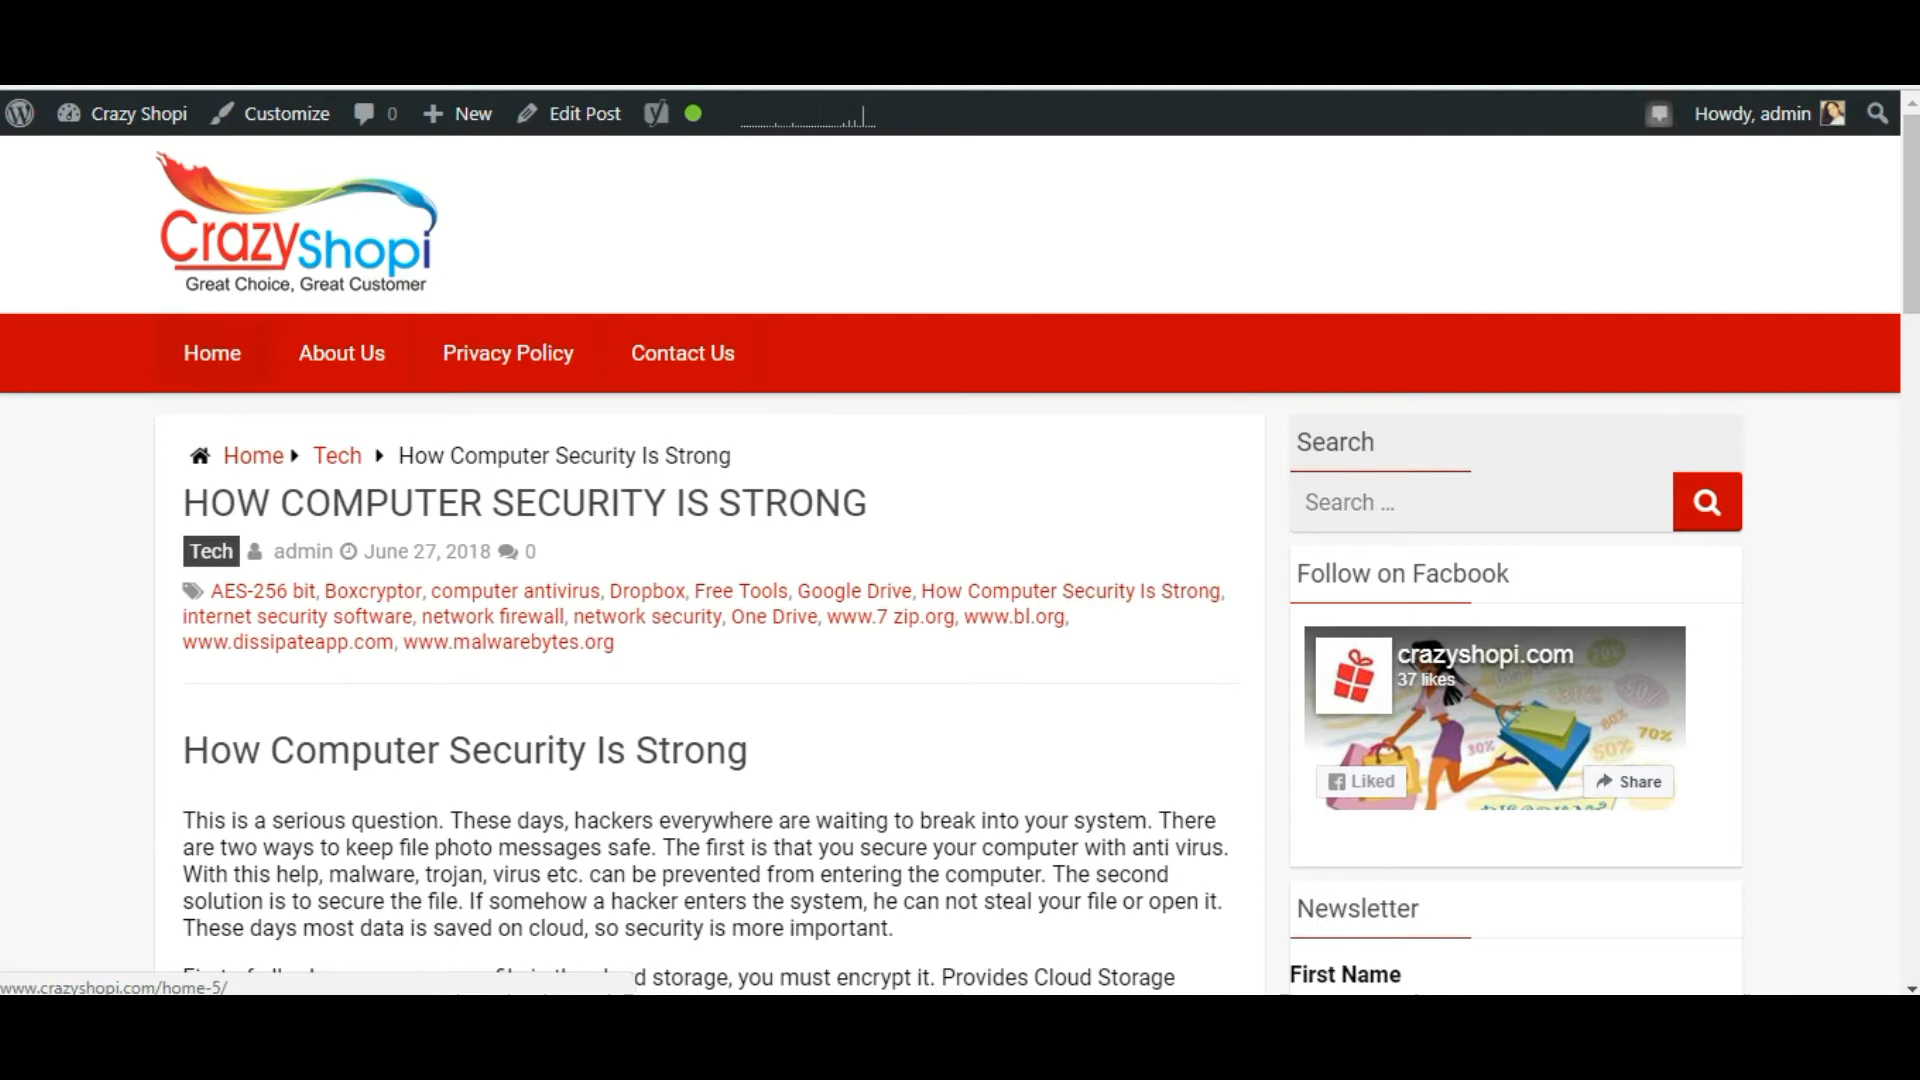 Crazy Shopi Customize 0 New Edit Post Howdy, admin
CrazyShopi
Great Choice, Great Customer
Home About Us Privacy Policy Contact Us
Home Tech How Computer Security Is Strong
HOW COMPUTER SECURITY IS STRONG
Tech admin June 27, 2018 0
AES-256 bit, Boxcryptor, computer antivirus, Dropbox, Free Tools, Google Drive, How Computer Security Is Strong,
internet security software, network firewall, network security, One Drive, www.7 zip.org, www.bl.org,
www.dissipateapp.com, www.malwarebytes.org
How Computer Security Is Strong
This is a serious question. These days, hackers everywhere are waiting to break into your system. There
are two ways to keep file photo messages safe. The first is that you secure your computer with anti virus.
With this help, malware, trojan, virus etc. can be prevented from entering the computer. The second
solution is to secure the file. If somehow a hacker enters the system, he can not steal your file or open it.
These days most data is saved on cloud, so security is more important.
storage, you must encrypt it. Provides Cloud Storage
www.crazyshopi.com/home-5/
Search
Search ...
Follow on Facbook
crazyshopi.com
37 likes
30% 50% 80% 70%
Liked Share
Newsletter
First Name